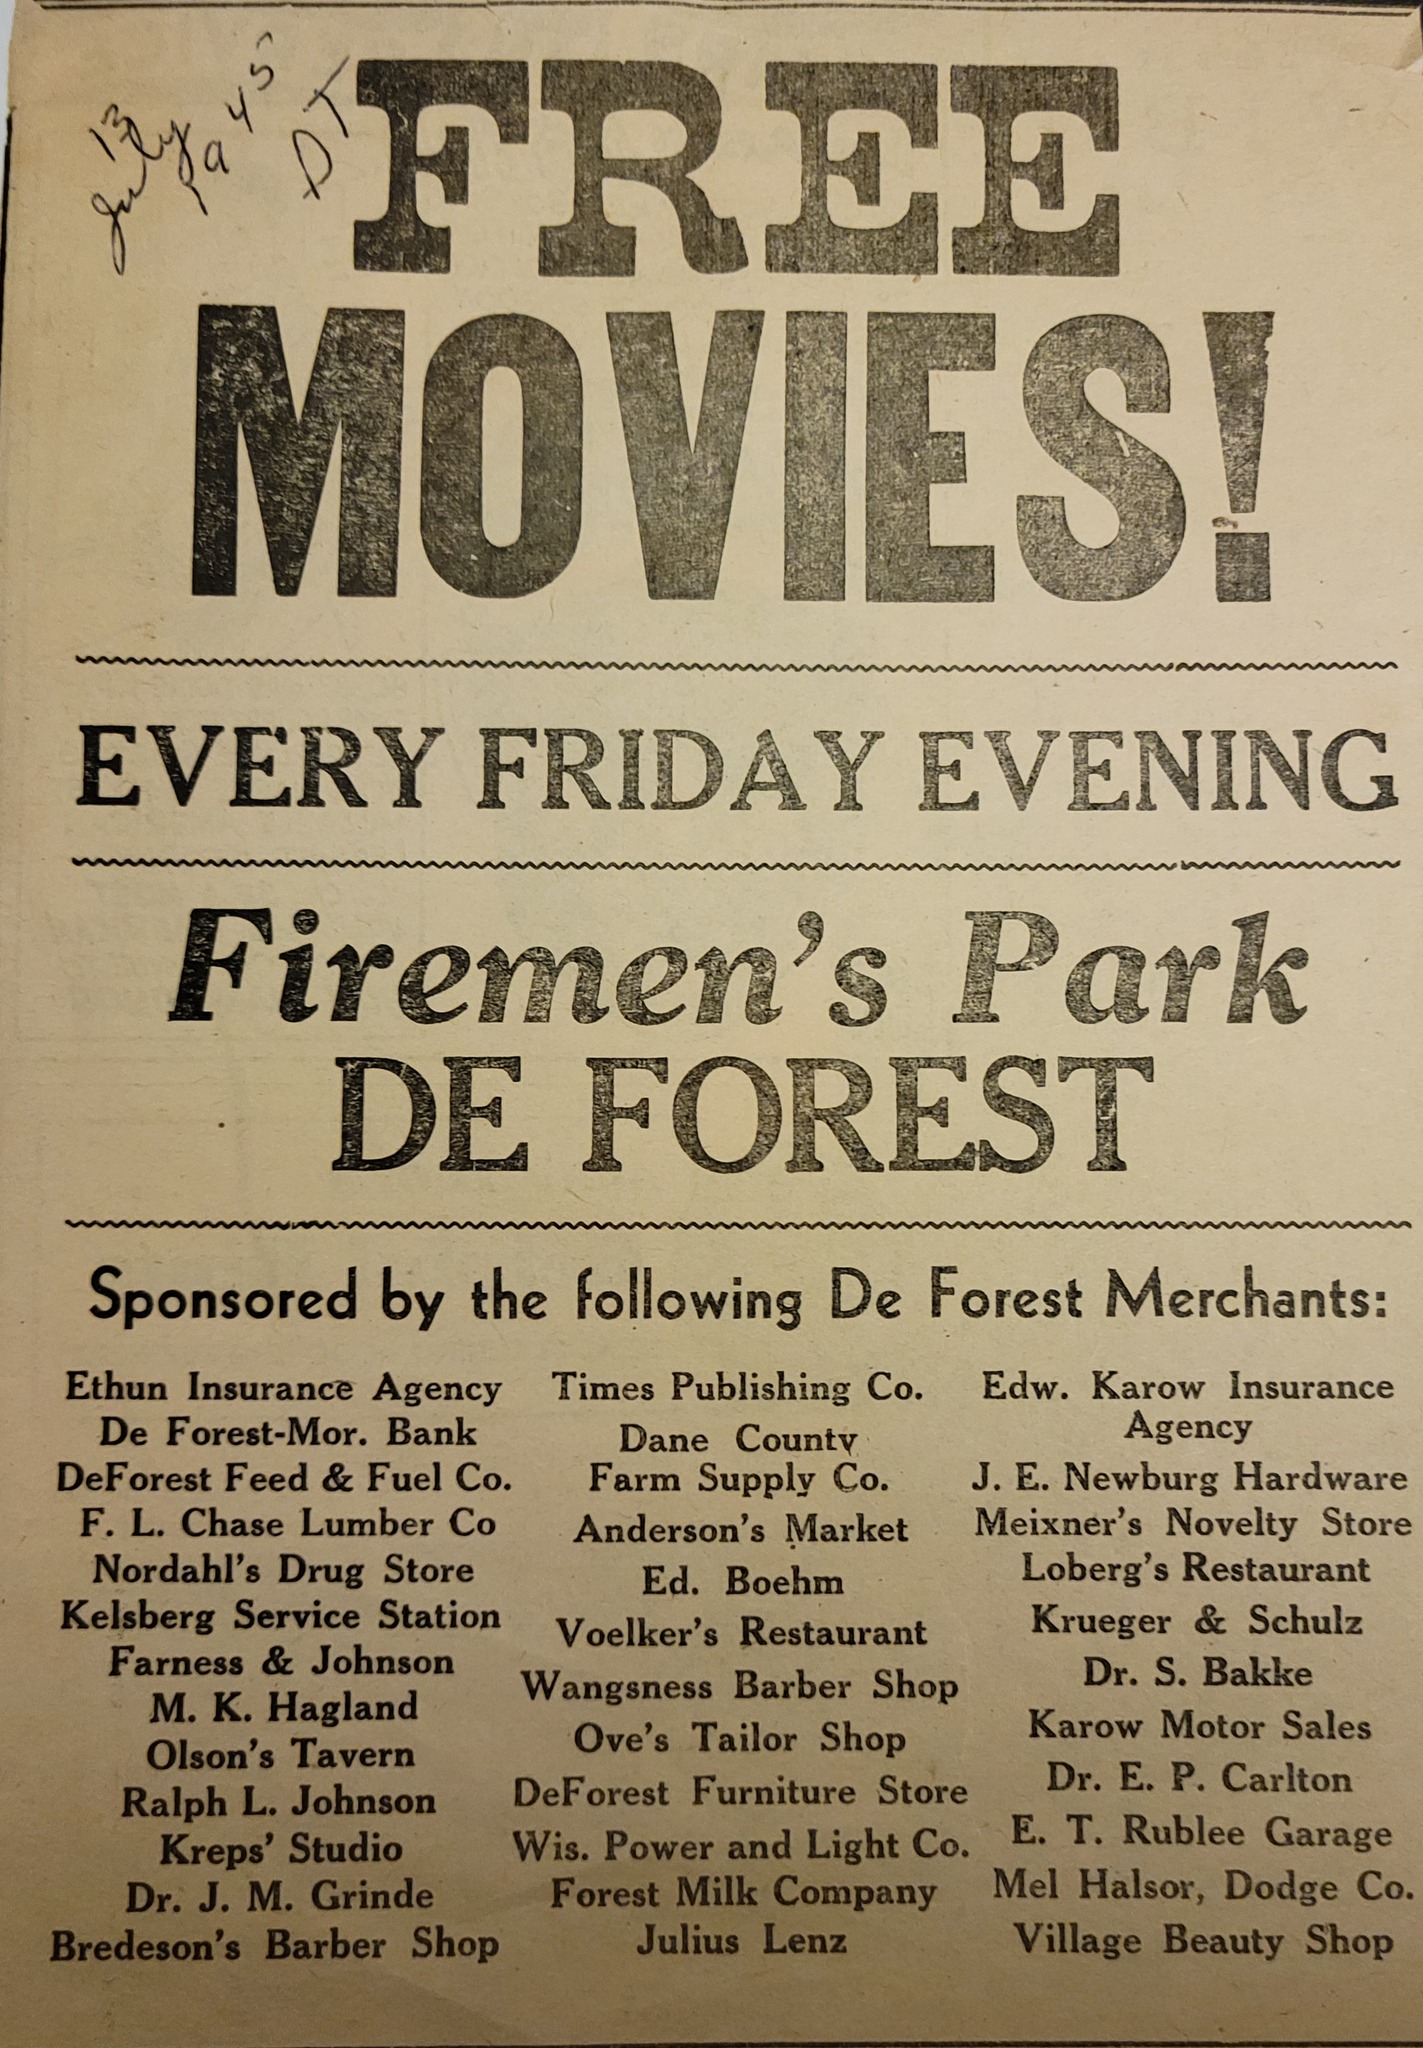 13
July
1945
DT
FREE
MOVIES!
EVERY FRIDAY EVENING
Firemen's Park
DE FOREST
Sponsored by the following De Forest Merchants:
Ethun Insurance Agency
De Forest-Mor. Bank
DeForest Feed & Fuel Co.
F. L. Chase Lumber Co
Nordahl's Drug Store
Kelsberg Service Station
Farness & Johnson
M. K. Hagland
Olson's Tavern
Ralph L. Johnson
Kreps' Studio
Dr. J. M. Grinde
Bredeson's Barber Shop
Times Publishing Co.
Dane County
Farm Supply Co.
Anderson's Market
Ed. Boehm
Voelker's Restaurant
Wangsness Barber Shop
Ove's Tailor Shop
DeForest Furniture Store
Wis. Power and Light Co.
Forest Milk Company
Julius Lenz
Edw. Karow Insurance
Agency
J. E. Newburg Hardware
Meixner's Novelty Store
Loberg's Restaurant
Krueger & Schulz
Dr. S. Bakke
Karow Motor Sales
Dr. E. P. Carlton
E. T. Rublee Garage
Mel Halsor, Dodge Co.
Village Beauty Shop